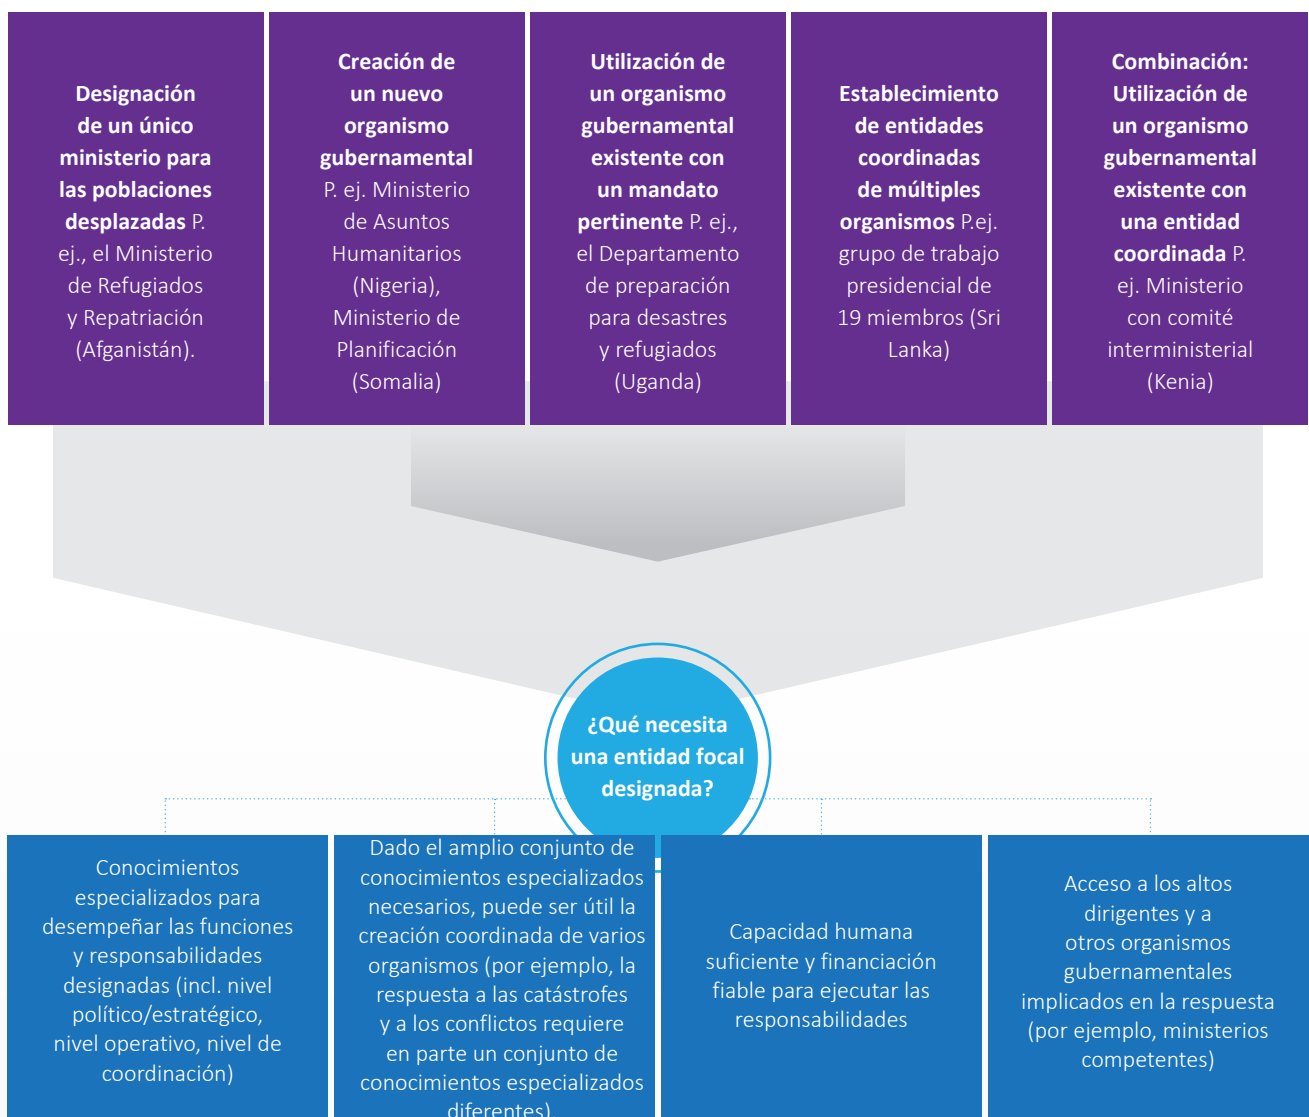 Designación
de un único
ministerio para
las poblaciones
desplazadas P.
ej., el Ministerio
de Refugiados
y Repatriación
(Afganistán).
Creación de
un nuevo
organismo
gubernamental
P. ej. Ministerio
de Asuntos
Humanitarios
(Nigeria),
Ministerio de
Planificación
(Somalia)
Utilización de
un organismo
gubernamental
existente con
un mandato
pertinente P. ej.,
el Departamento
de preparación
para desastres
y refugiados
(Uganda)
Establecimiento
de entidades
coordinadas
de múltiples
organismos P.ej.
grupo de trabajo
presidencial de
19 miembros (Sri
Lanka)
Combinación:
Utilización de
un organismo
gubernamental
existente con
una entidad
coordinada P.
ej. Ministerio
con comité
interministerial
(Kenia)
¿Qué necesita
una entidad focal
designada?
Conocimientos
especializados para
desempeñar las funciones
y responsabilidades
designadas (incl. nivel
político/estratégico,
nivel operativo, nivel de
coordinación)
Dado el amplio conjunto de
conocimientos especializados
necesarios, puede ser útil la
creación coordinada de varios
organismos (por ejemplo, la
respuesta a las catástrofes
y a los conflictos requiere
en parte un conjunto de
conocimientos especializados
diferentes)
Capacidad humana
suficiente y financiación
fiable para ejecutar las
responsabilidades
Acceso a los altos
dirigentes y a
otros organismos
gubernamentales
implicados en la respuesta
(por ejemplo, ministerios
competentes)